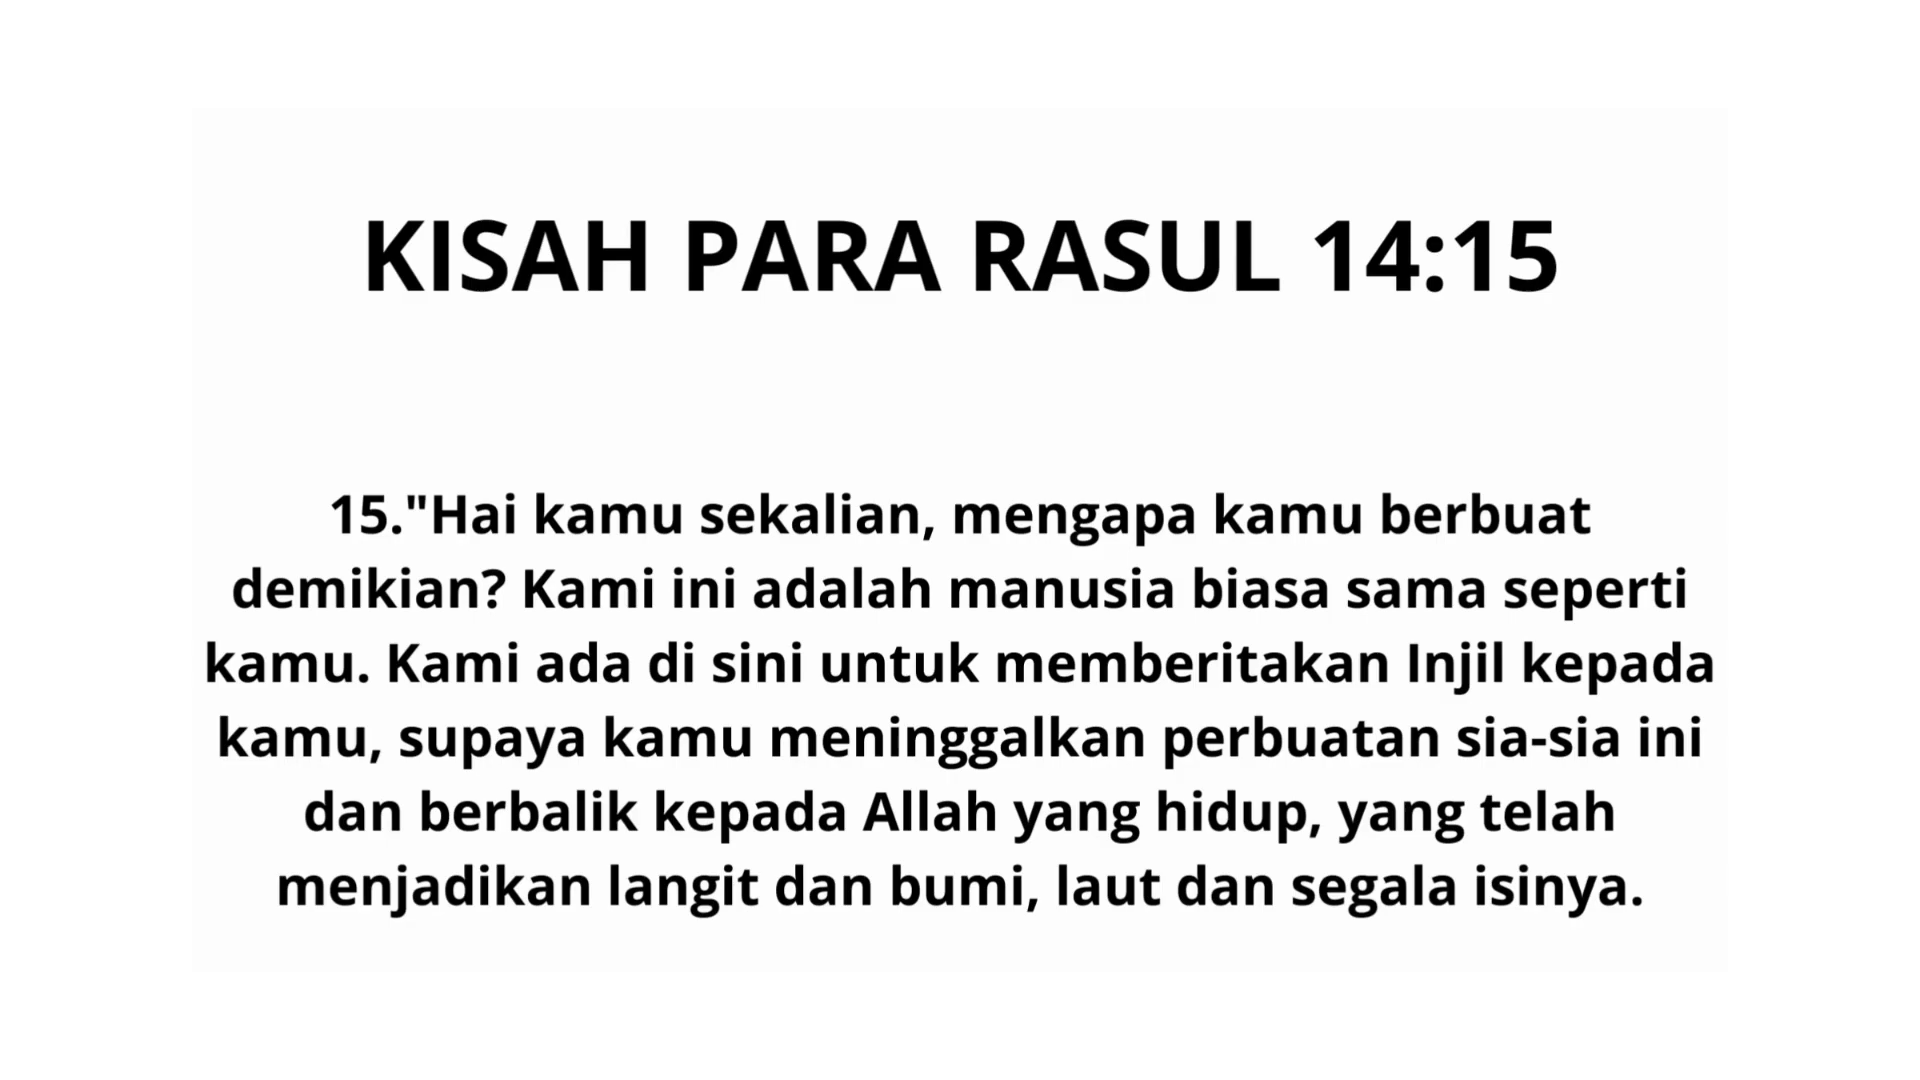 KISAH PARA RASUL 14:15
15."Hai kamu sekalian, mengapa kamu berbuat
demikian? Kami ini adalah manusia biasa sama seperti
kamu. Kami ada di sini untuk memberitakan Injil kepada
kamu, supaya kamu meninggalkan perbuatan sia-sia ini
dan berbalik kepada Allah yang hidup, yang telah
menjadikan langit dan bumi, laut dan segala isinya.